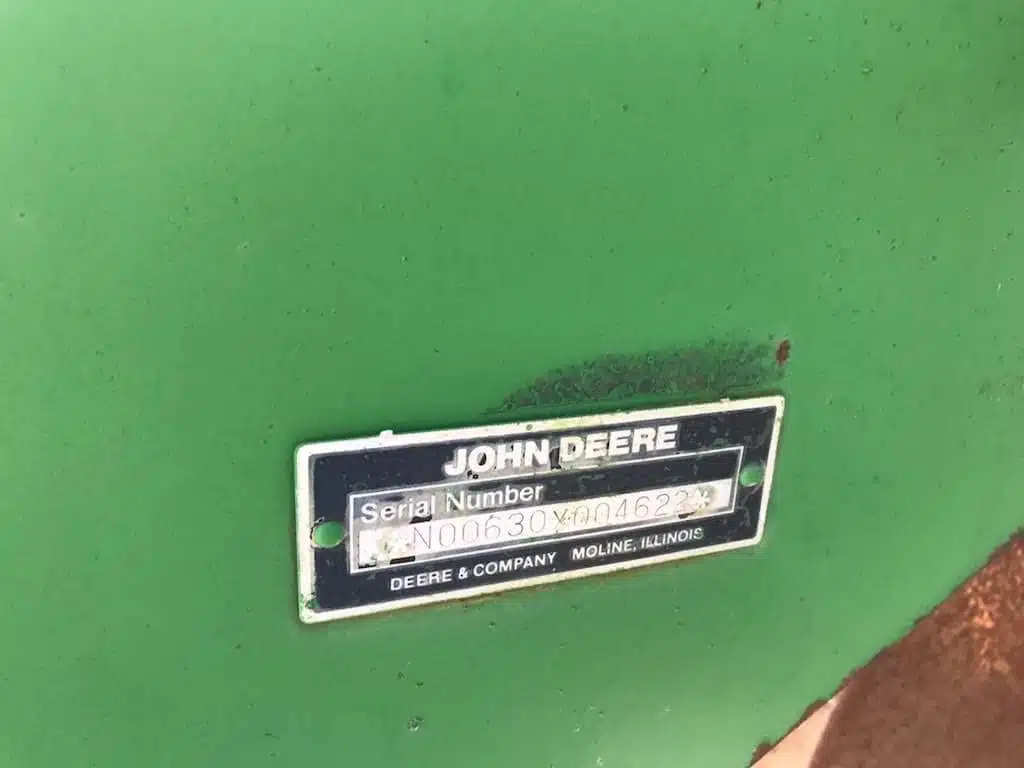 JOHN DEERE
Serial Number
N00630X004622
DEERE & COMPANY MOLINE, ILLINOIS